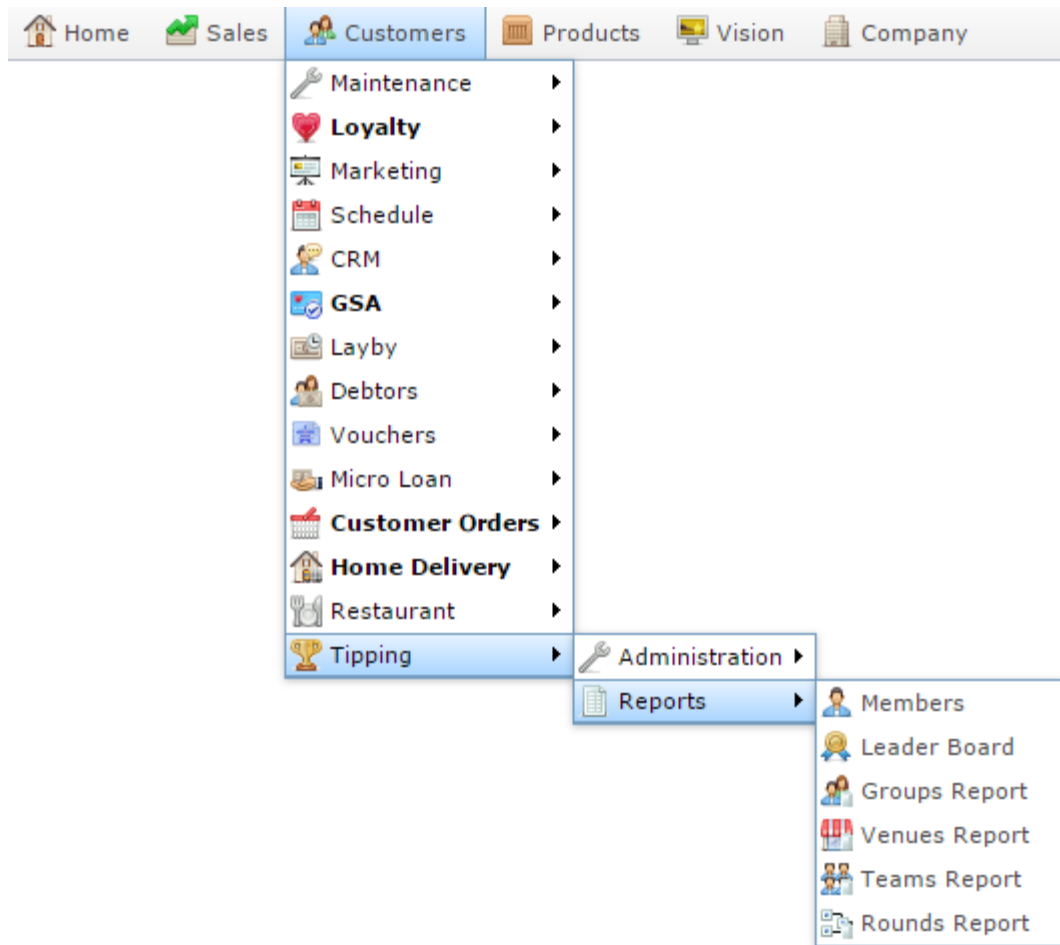 Home Sales Customers Products Vision Company
Maintenance
Loyalty
Marketing
Schedule
CRM
GSA
Layby
Debtors
Vouchers
Micro Loan
Customer Orders
Home Delivery
Restaurant
Tipping
Administration
Reports
Members
Leader Board
Groups Report
Venues Report
Teams Report
Rounds Report